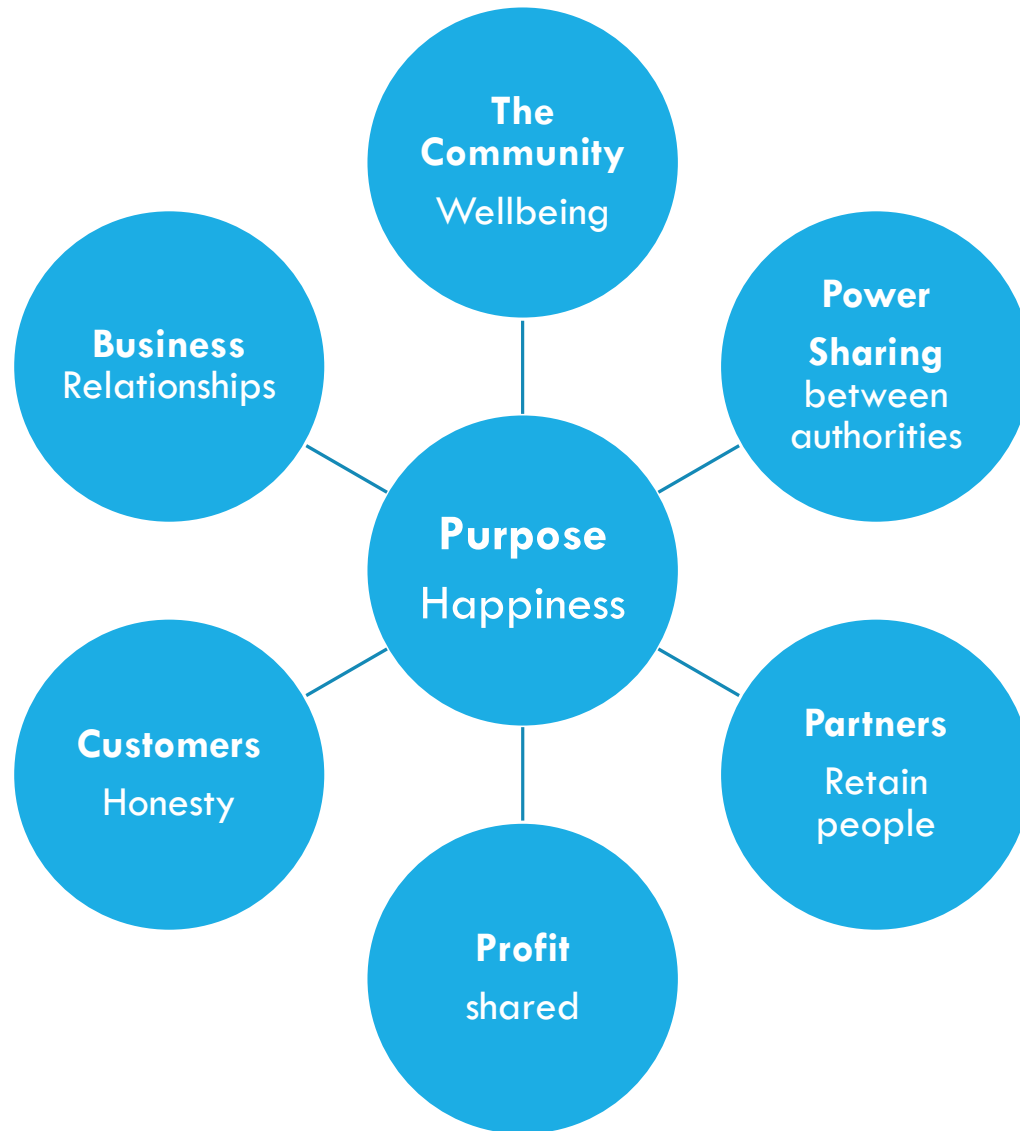 The
Community
Wellbeing
Power
Sharing
between
authorities
Partners
Retain
people
Profit
shared
Customers
Honesty
Business
Relationships
Purpose
Happiness